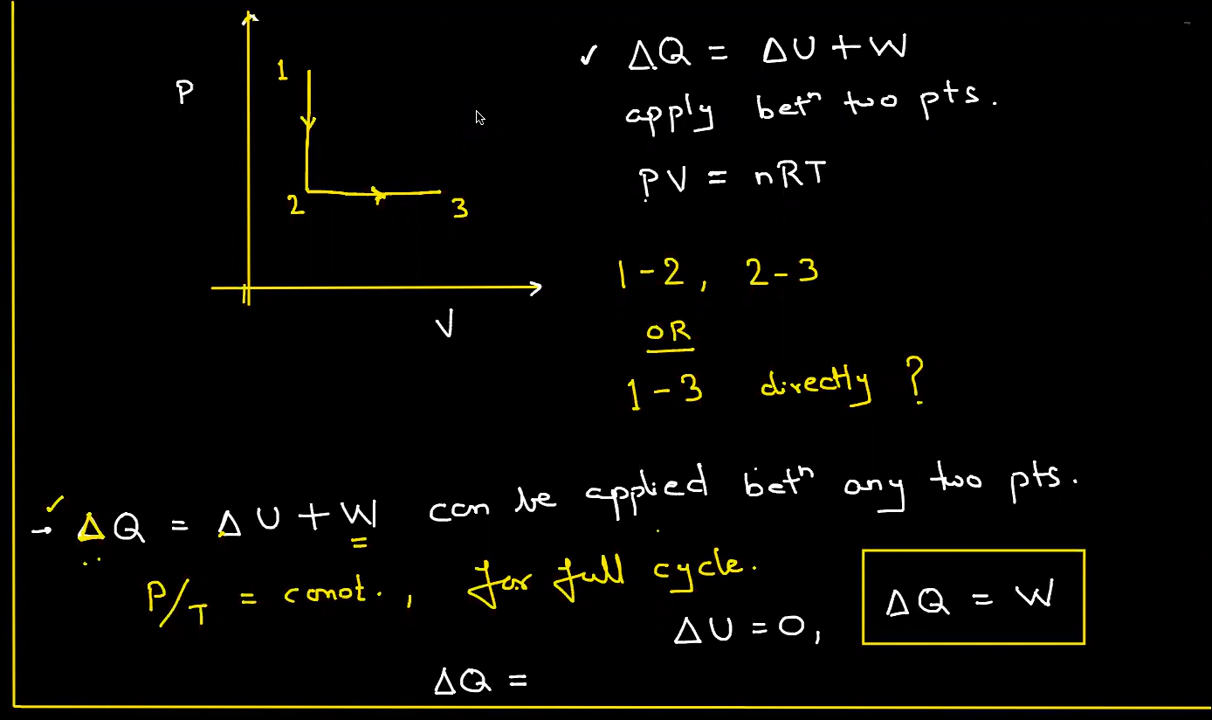 P
1
2
3
V
✓ ΔQ = ΔU + W
apply betⁿ two pts.
PV = nRT
1-2, 2-3
OR
1-3 directly ?
✓
→ ΔQ = ΔU + W can be applied betⁿ any two pts.
P/T = const., for full cycle.
ΔU = 0, ΔQ = W
ΔQ =